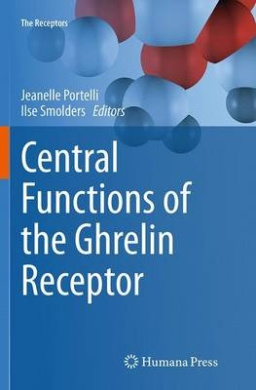 The Receptors
Jeanelle Portelli
Ilse Smolders Editors
Central
Functions of
the Ghrelin
Receptor
Humana Press